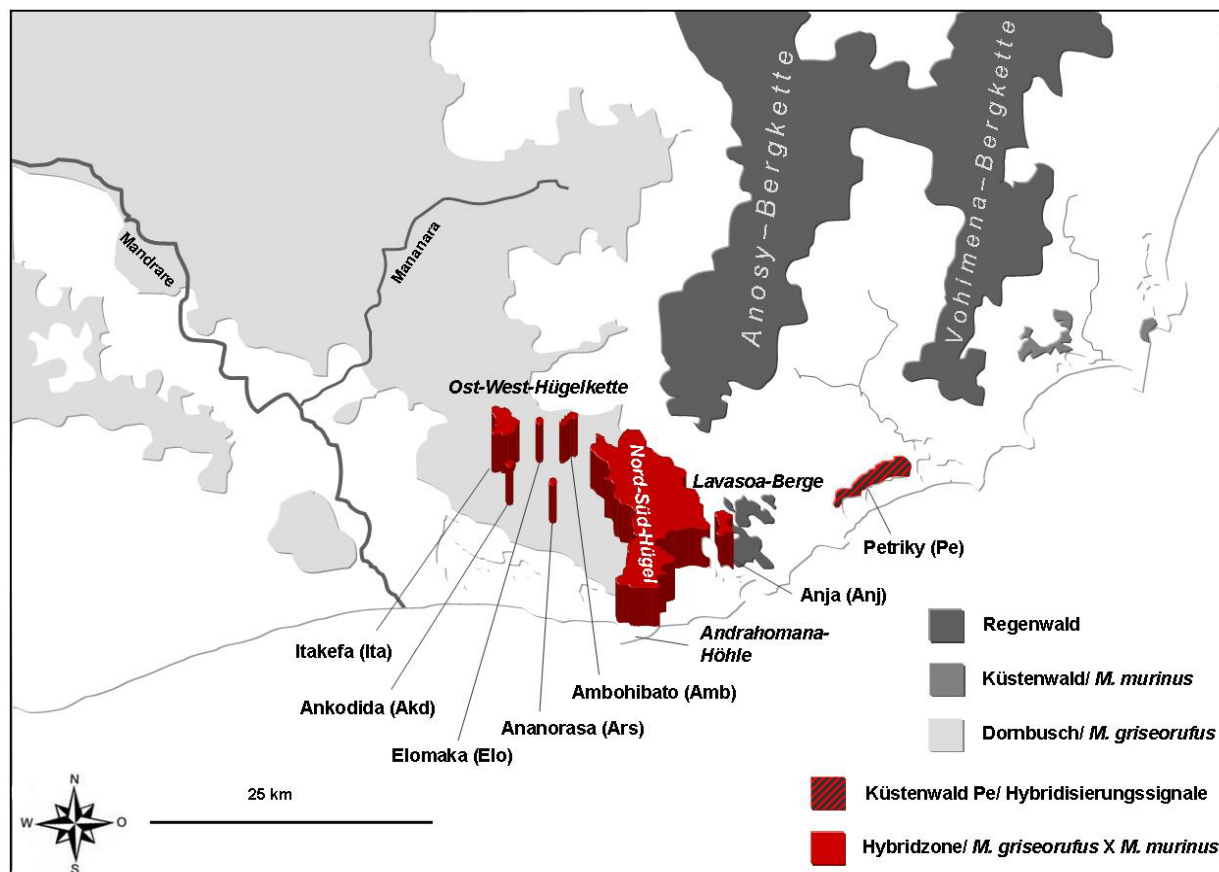 Anosy–Bergkette
Vohimena–Bergkette
Mandrare
Mananara
Ost-West-Hügelkette
Nord-Süd-Hügel
Lavasoa-Berge
Petriky (Pe)
Anja (Anj)
Andrahomana-
Höhle
Itakefa (Ita)
Ankodida (Akd)
Elomaka (Elo)
Ananorasa (Ars)
Ambohibato (Amb)
Regenwald
Küstenwald/ M. murinus
Dornbusch/ M. griseorufus
Küstenwald Pe/ Hybridisierungssignale
Hybridzone/ M. griseorufus X M. murinus
N
W
O
S
25 km